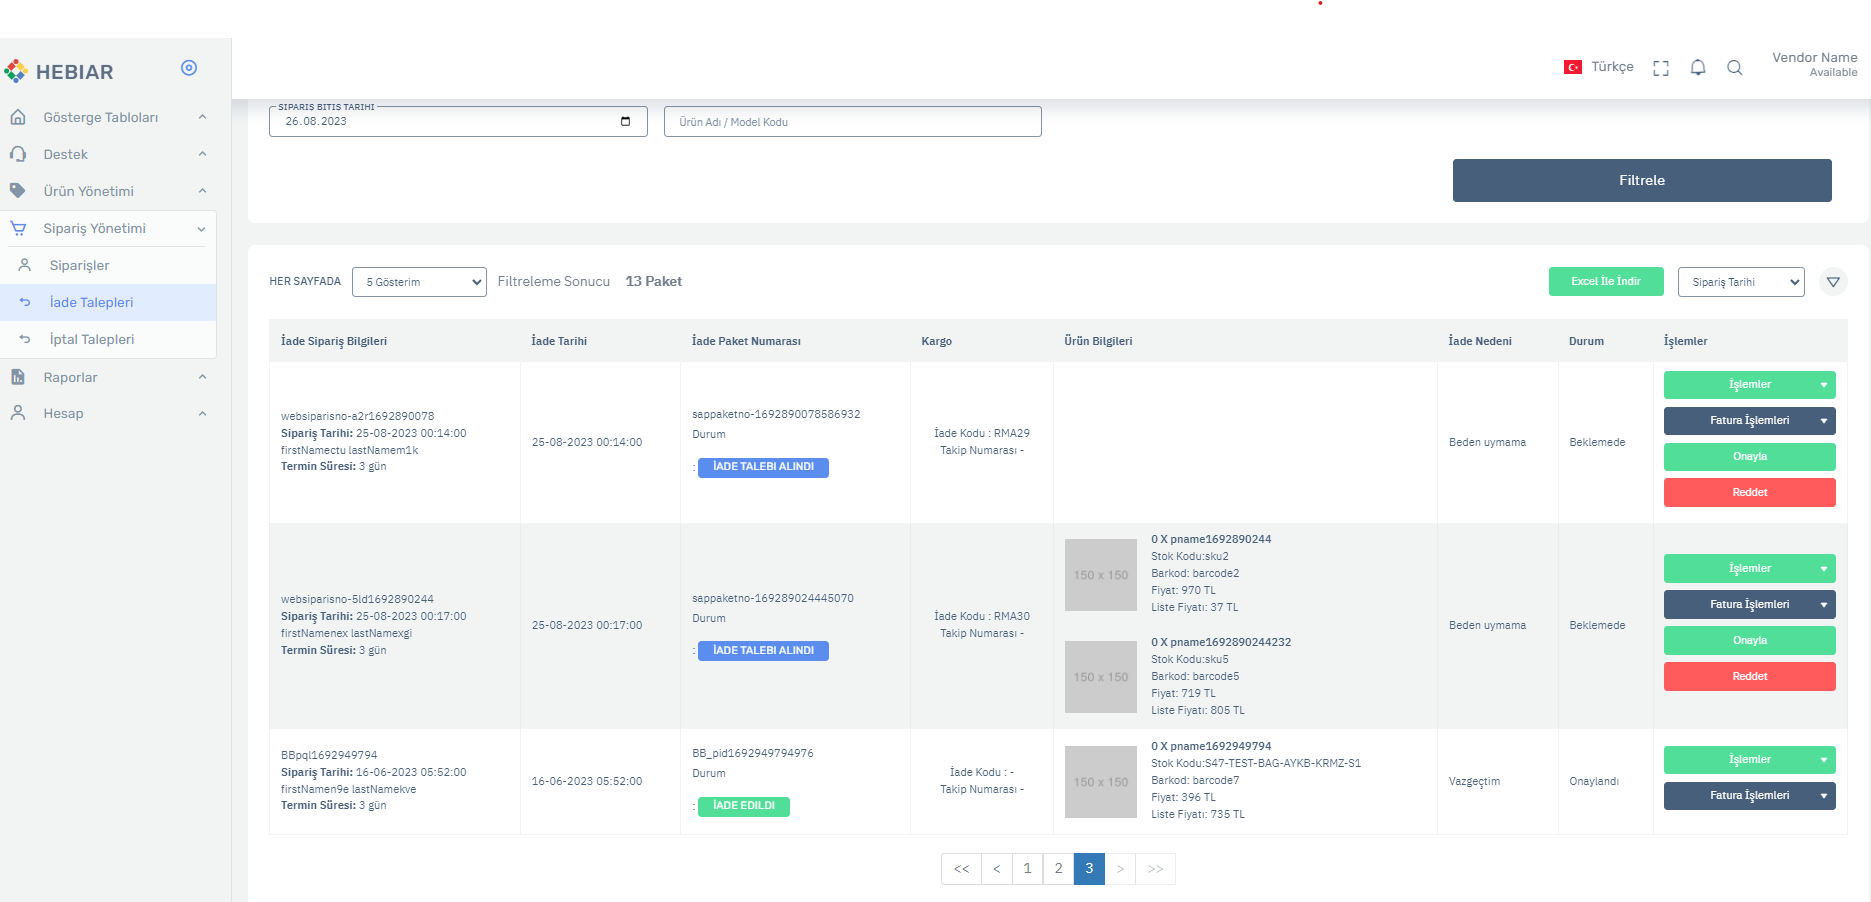 HEBIAR
Türkçe
Vendor Name
Available
Gösterge Tabloları
Destek
Ürün Yönetimi
Sipariş Yönetimi
Siparişler
İade Talepleri
İptal Talepleri
Raporlar
Hesap
SIPARIS BITIS TARIHI
26.08.2023
Ürün Adı / Model Kodu
Filtrele
HER SAYFADA
5 Gösterim
Filtreleme Sonucu 13 Paket
Excel İle İndir
Sipariş Tarihi
İade Sipariş Bilgileri
İade Tarihi
İade Paket Numarası
Kargo
Ürün Bilgileri
İade Nedeni
Durum
İşlemler
websiparisno-a2r1692890078
Sipariş Tarihi: 25-08-2023 00:14:00
firstNamectu lastNamem1k
Termin Süresi: 3 gün
25-08-2023 00:14:00
sappaketno-1692890078586932
Durum
: İADE TALEBI ALINDI
İade Kodu : RMA29
Takip Numarası -
Beden uymama
Beklemede
İşlemler
Fatura İşlemleri
Onayla
Reddet
websiparisno-5ld1692890244
Sipariş Tarihi: 25-08-2023 00:17:00
firstNamenex lastNamexgi
Termin Süresi: 3 gün
25-08-2023 00:17:00
sappaketno-169289024445070
Durum
: İADE TALEBI ALINDI
İade Kodu : RMA30
Takip Numarası -
150 x 150
0 X pname1692890244
Stok Kodu:sku2
Barkod: barcode2
Fiyat: 970 TL
Liste Fiyatı: 37 TL
150 x 150
0 X pname1692890244232
Stok Kodu:sku5
Barkod: barcode5
Fiyat: 719 TL
Liste Fiyatı: 805 TL
Beden uymama
Beklemede
İşlemler
Fatura İşlemleri
Onayla
Reddet
BBpql1692949794
Sipariş Tarihi: 16-06-2023 05:52:00
firstNamen9e lastNamekve
Termin Süresi: 3 gün
16-06-2023 05:52:00
BB_pid1692949794976
Durum
: İADE EDILDI
İade Kodu : -
Takip Numarası -
150 x 150
0 X pname1692949794
Stok Kodu:S47-TEST-BAG-AYKB-KRMZ-S1
Barkod: barcode7
Fiyat: 396 TL
Liste Fiyatı: 735 TL
Vazgeçtim
Onaylandı
İşlemler
Fatura İşlemleri
<< < 1 2 3 > >>